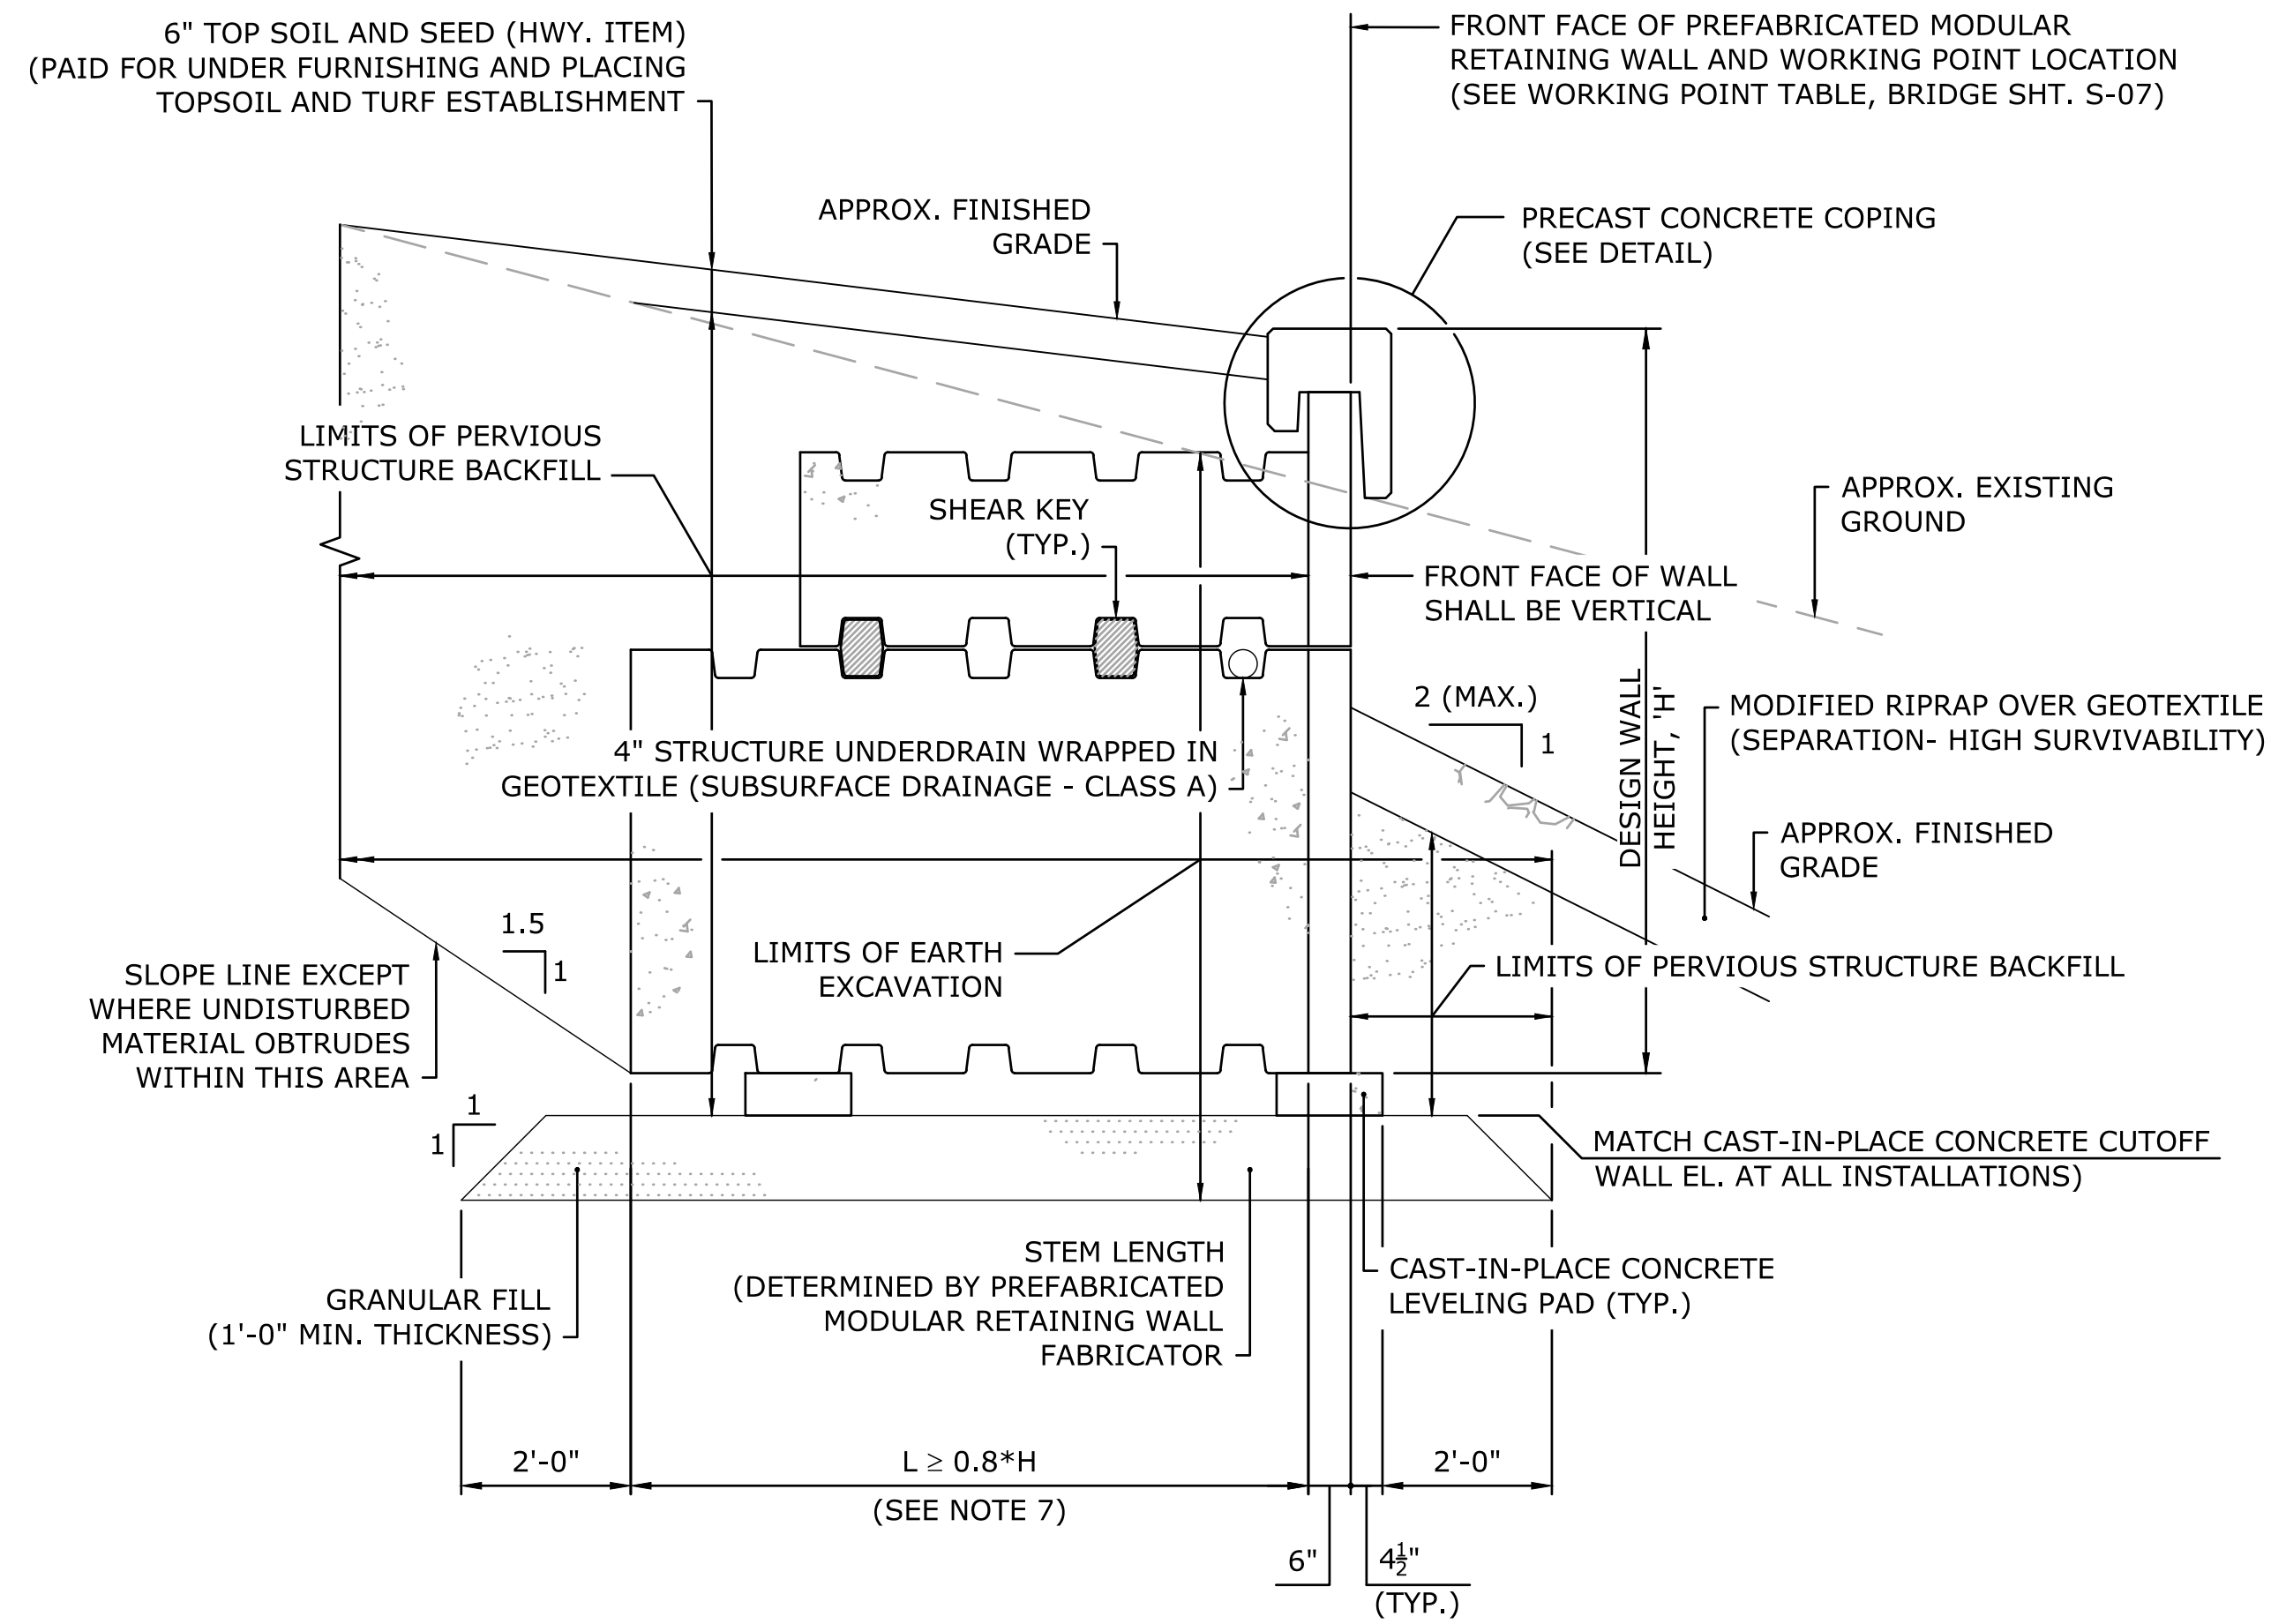 6" TOP SOIL AND SEED (HWY. ITEM)
(PAID FOR UNDER FURNISHING AND PLACING
TOPSOIL AND TURF ESTABLISHMENT
FRONT FACE OF PREFABRICATED MODULAR
RETAINING WALL AND WORKING POINT LOCATION
(SEE WORKING POINT TABLE, BRIDGE SHT. S-07)
APPROX. FINISHED
GRADE
PRECAST CONCRETE COPING
(SEE DETAIL)
LIMITS OF PERVIOUS
STRUCTURE BACKFILL
SHEAR KEY
(TYP.)
APPROX. EXISTING
GROUND
FRONT FACE OF WALL
SHALL BE VERTICAL
2 (MAX.)
1
DESIGN WALL
HEIGHT, 'H'
MODIFIED RIPRAP OVER GEOTEXTILE
(SEPARATION- HIGH SURVIVABILITY)
4" STRUCTURE UNDERDRAIN WRAPPED IN
GEOTEXTILE (SUBSURFACE DRAINAGE - CLASS A)
APPROX. FINISHED
GRADE
1.5
1
LIMITS OF EARTH
EXCAVATION
LIMITS OF PERVIOUS STRUCTURE BACKFILL
SLOPE LINE EXCEPT
WHERE UNDISTURBED
MATERIAL OBTRUDES
WITHIN THIS AREA
1
1
MATCH CAST-IN-PLACE CONCRETE CUTOFF
WALL EL. AT ALL INSTALLATIONS)
GRANULAR FILL
(1'-0" MIN. THICKNESS)
STEM LENGTH
(DETERMINED BY PREFABRICATED
MODULAR RETAINING WALL
FABRICATOR
CAST-IN-PLACE CONCRETE
LEVELING PAD (TYP.)
2'-0"
L ≥ 0.8*H
(SEE NOTE 7)
2'-0"
6"
4½"
(TYP.)